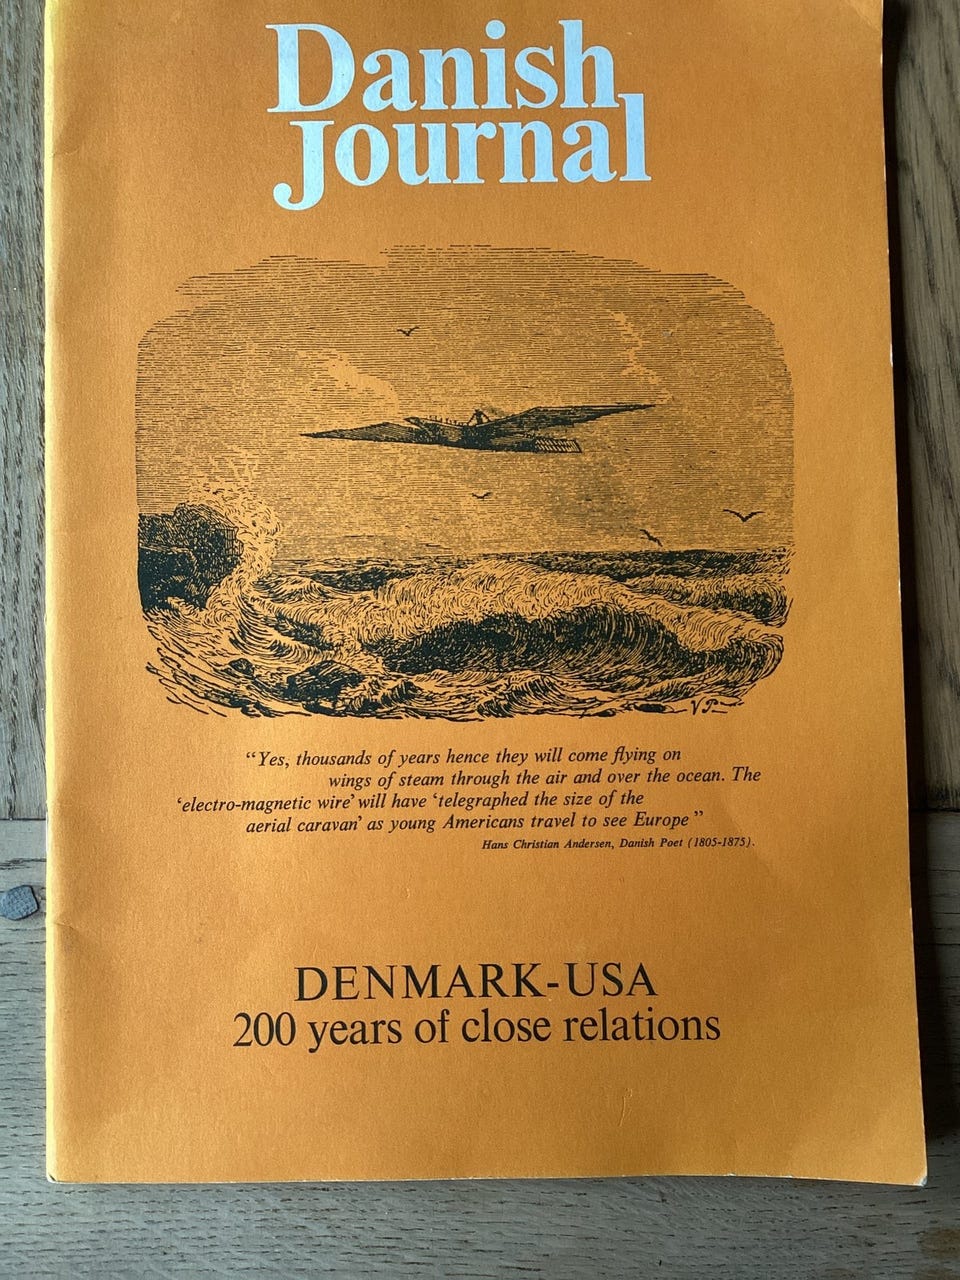 Danish
Journal
V.P.
“Yes, thousands of years hence they will come flying on
wings of steam through the air and over the ocean. The
‘electro-magnetic wire’ will have ‘telegraphed the size of the
aerial caravan’ as young Americans travel to see Europe”
Hans Christian Andersen, Danish Poet (1805-1875).
DENMARK-USA
200 years of close relations